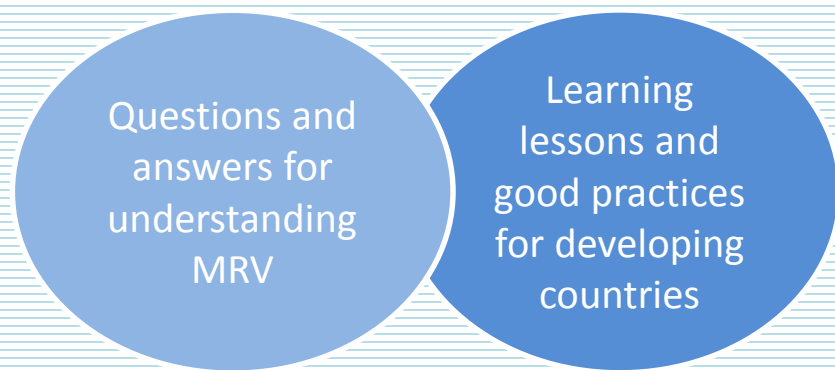 Questions and
answers for
understanding
MRV
Learning
lessons and
good practices
for developing
countries